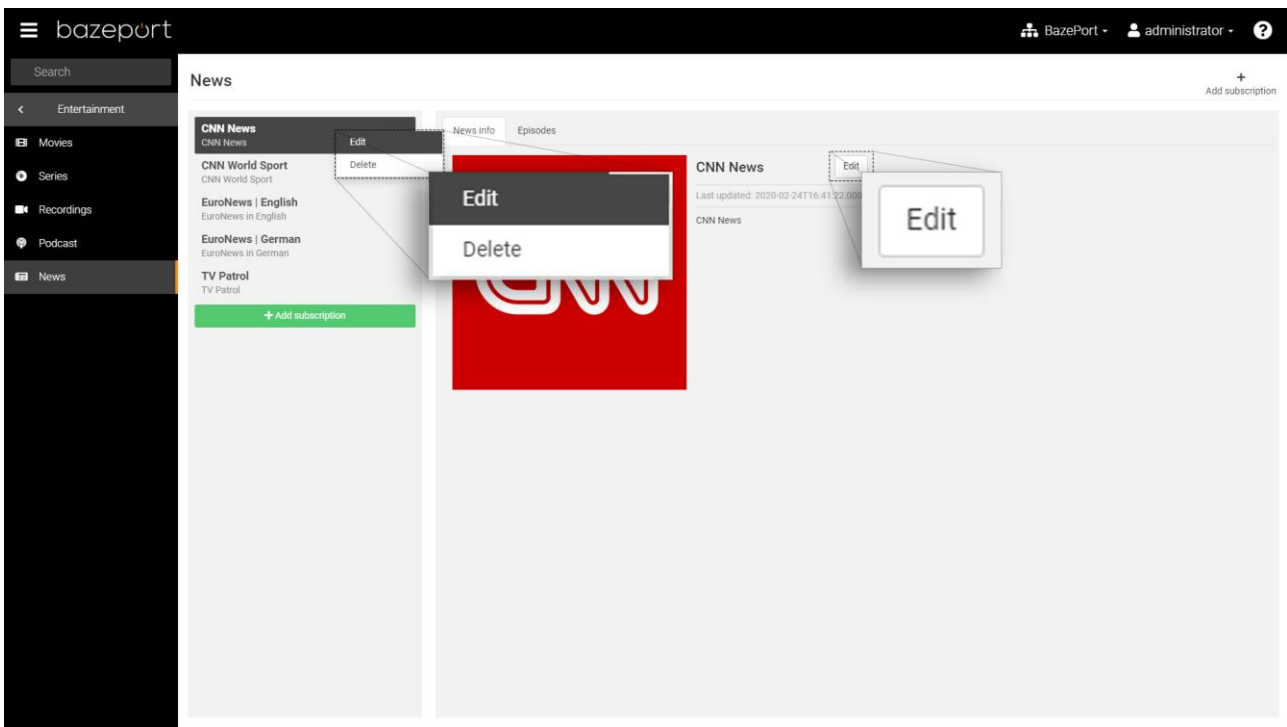 bazeport
BazePort
administrator
?
Search
Entertainment
Movies
Series
Recordings
Podcast
News
News
+
Add subscription
CNN News
CNN News
Edit
Delete
CNN World Sport
CNN World Sport
EuroNews | English
EuroNews in English
EuroNews | German
EuroNews in German
TV Patrol
TV Patrol
+ Add subscription
News info
Episodes
Edit
Delete
CNN
CNN News
Edit
Last updated: 2020-02-24T16:41:22.000
CNN News
Edit